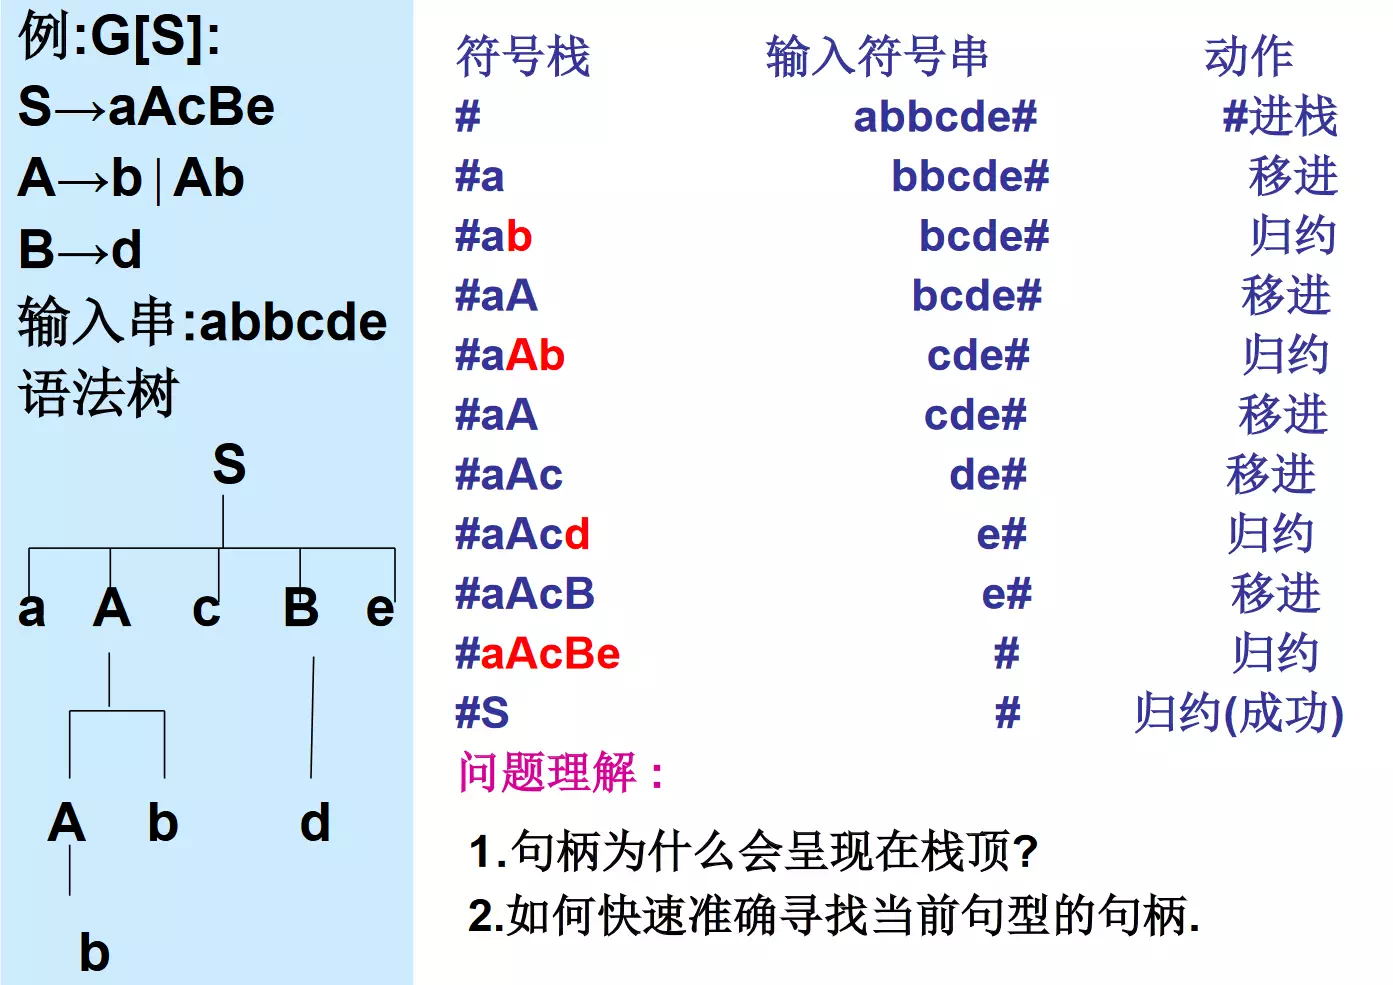 例:G[S]:
S→aAcBe
A→b | Ab
B→d
输入串:abbcde
语法树
S
a A c B e
A b d
b
符号栈 输入符号串 动作
# abbcde# #进栈
#a bbcde# 移进
#ab bcde# 归约
#aA bcde# 移进
#aAb cde# 归约
#aA cde# 移进
#aAc de# 移进
#aAcd e# 归约
#aAcB e# 移进
#aAcBe # 归约
#S # 归约(成功)
问题理解：
1.句柄为什么会呈现在栈顶?
2.如何快速准确寻找当前句型的句柄.